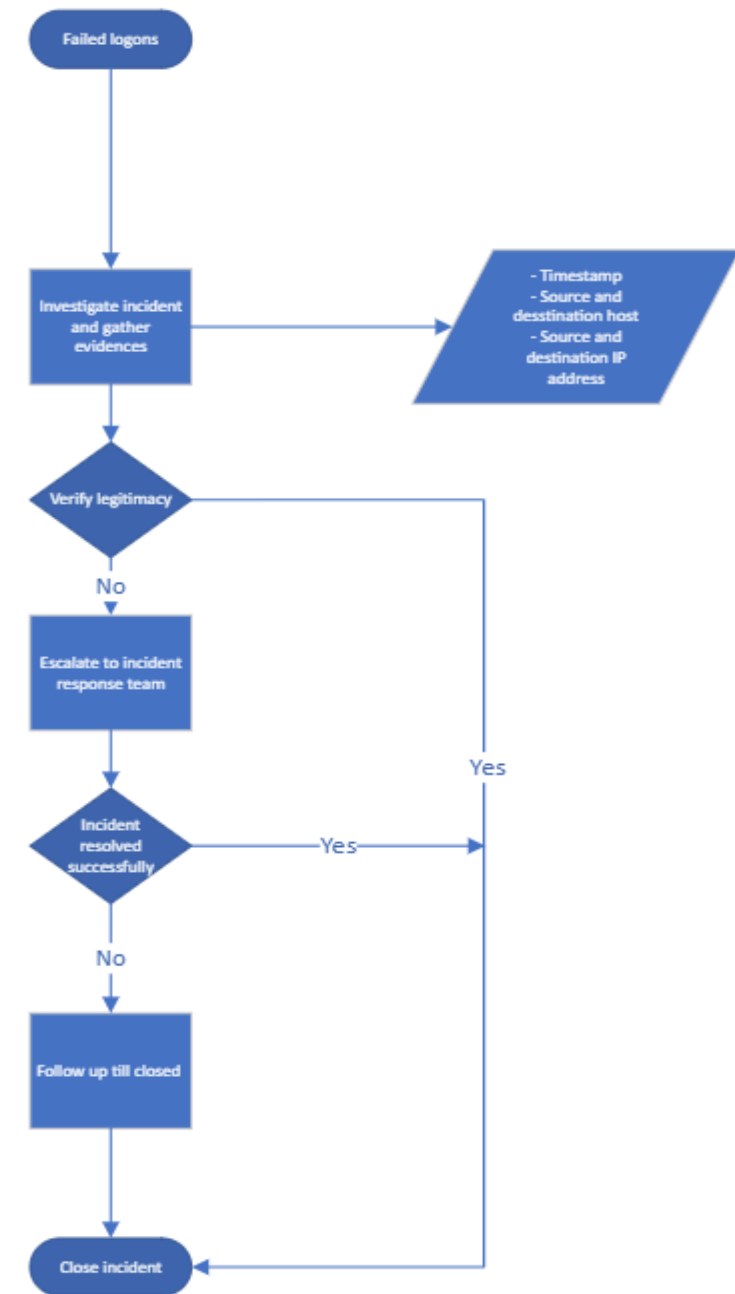 Failed logons
Investigate incident
and gather
evidences
- Timestamp
- Source and
desstination host
- Source and
destination IP
address
Verify legitimacy
No
Escalate to incident
response team
Yes
Incident
resolved
successfully
Yes
No
Follow up till closed
Close incident